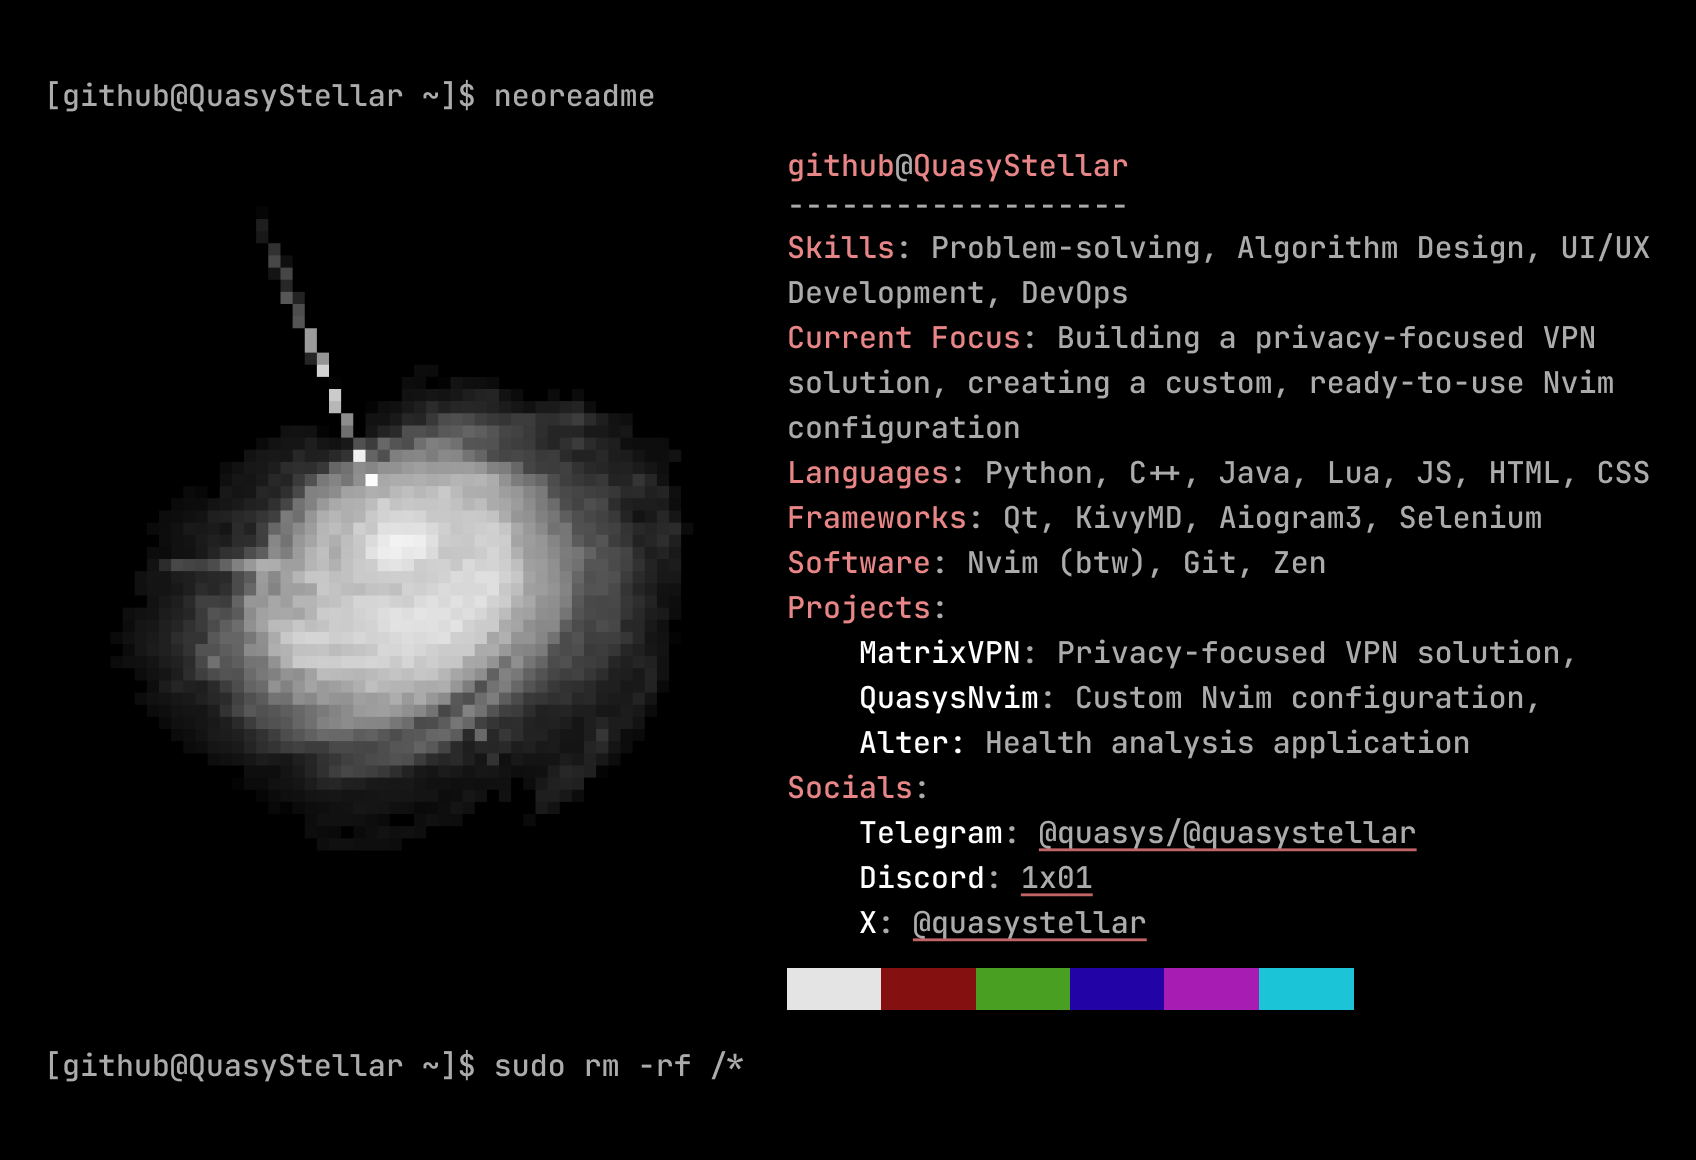 [github@QuasyStellar ~]$ neoreadme
github@QuasyStellar
-------------------
Skills: Problem-solving, Algorithm Design, UI/UX
Development, DevOps
Current Focus: Building a privacy-focused VPN
solution, creating a custom, ready-to-use Nvim
configuration
Languages: Python, C++, Java, Lua, JS, HTML, CSS
Frameworks: Qt, KivyMD, Aiogram3, Selenium
Software: Nvim (btw), Git, Zen
Projects:
MatrixVPN: Privacy-focused VPN solution,
QuasysNvim: Custom Nvim configuration,
Alter: Health analysis application
Socials:
Telegram: @quasys/@quasystellar
Discord: 1x01
X: @quasystellar
[github@QuasyStellar ~]$ sudo rm -rf /*